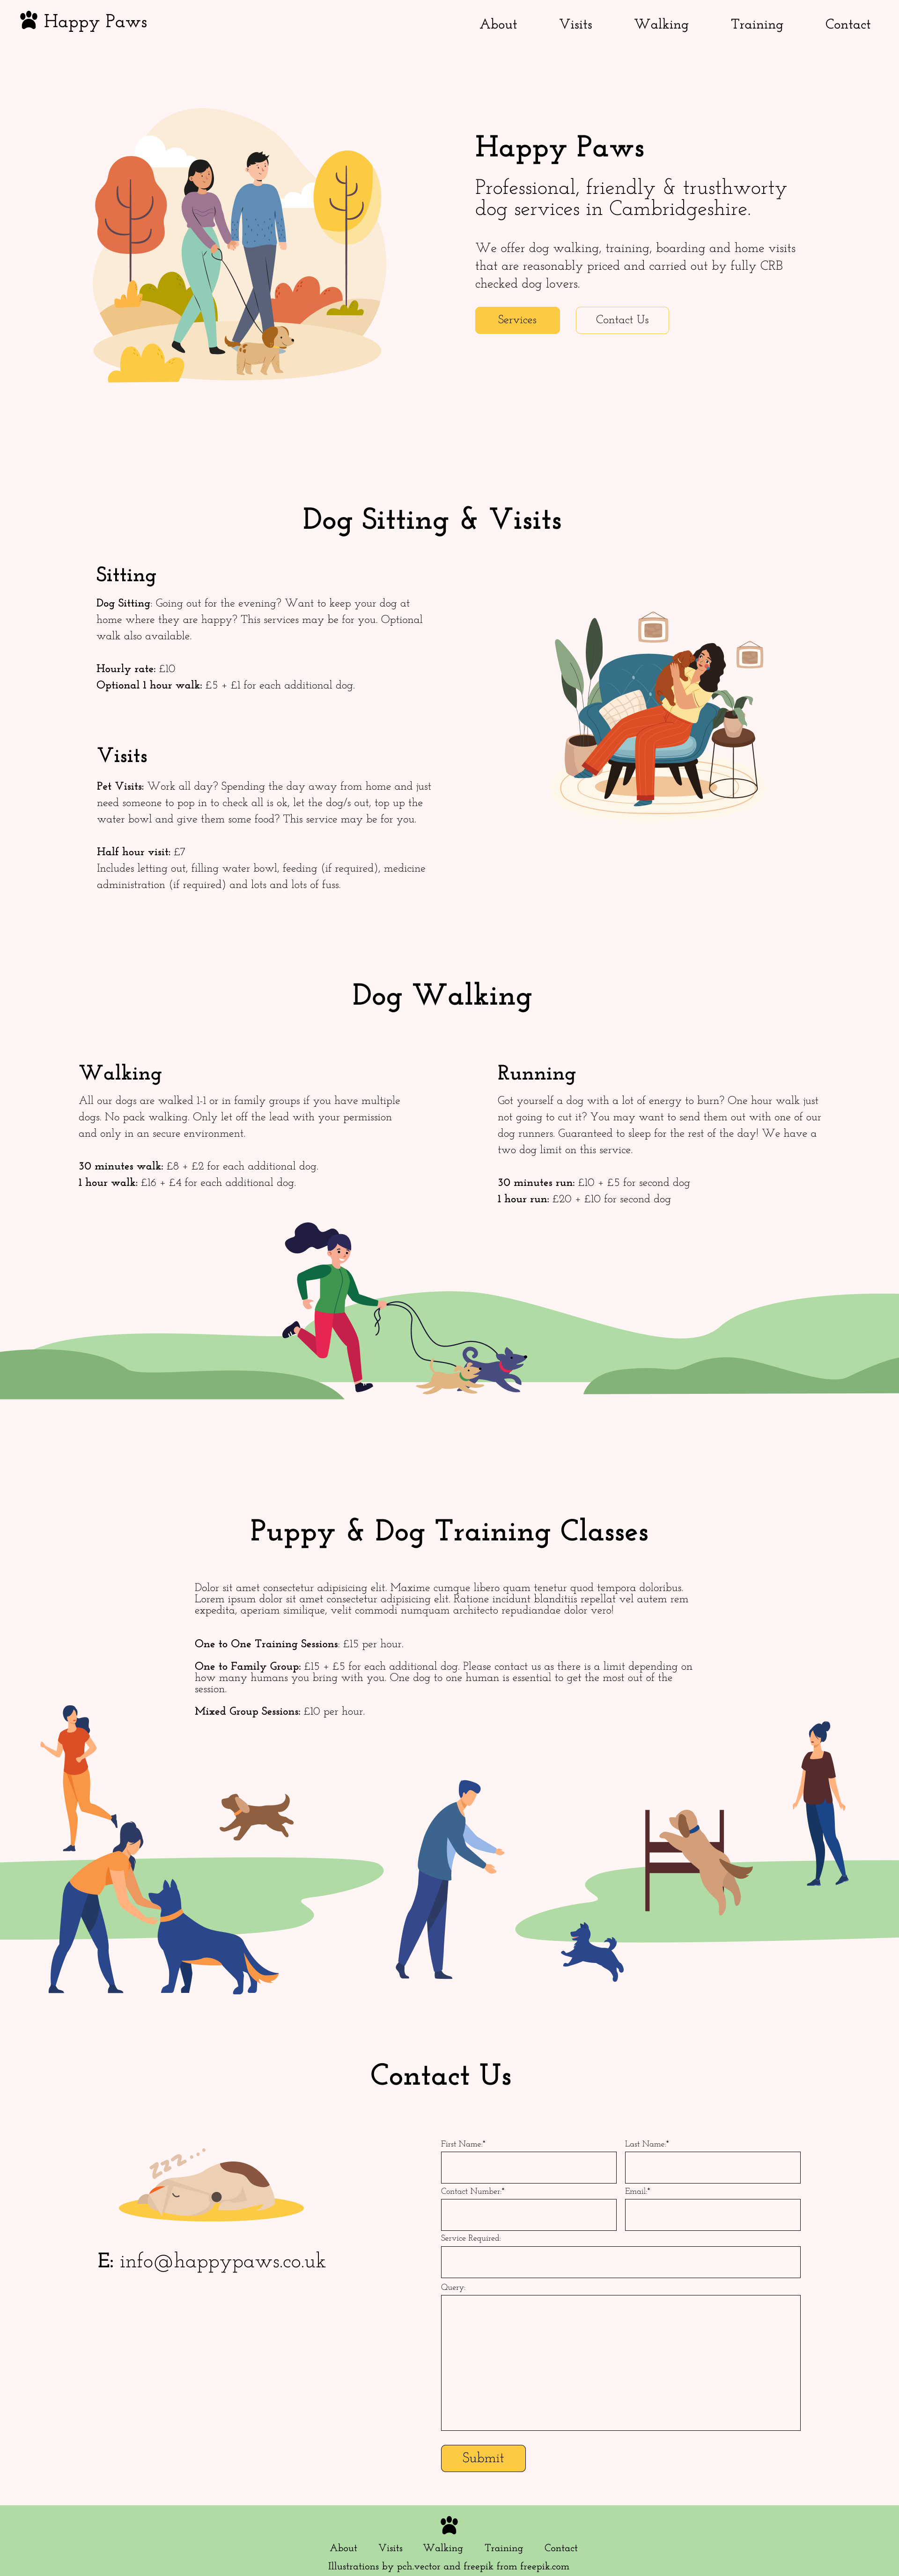 Happy Paws
About Visits Walking Training Contact
Happy Paws
Professional, friendly & trusthworty
dog services in Cambridgeshire.
We offer dog walking, training, boarding and home visits
that are reasonably priced and carried out by fully CRB
checked dog lovers.
Services
Contact Us
Dog Sitting & Visits
Sitting
Dog Sitting: Going out for the evening? Want to keep your dog at
home where they are happy? This services may be for you. Optional
walk also available.
Hourly rate: £10
Optional 1 hour walk: £5 + £1 for each additional dog.
Visits
Pet Visits: Work all day? Spending the day away from home and just
need someone to pop in to check all is ok, let the dog/s out, top up the
water bowl and give them some food? This service may be for you.
Half hour visit: £7
Includes letting out, filling water bowl, feeding (if required), medicine
administration (if required) and lots and lots of fuss.
Dog Walking
Walking
All our dogs are walked 1-1 or in family groups if you have multiple
dogs. No pack walking. Only let off the lead with your permission
and only in an secure environment.
30 minutes walk: £8 + £2 for each additional dog.
1 hour walk: £16 + £4 for each additional dog.
Running
Got yourself a dog with a lot of energy to burn? One hour walk just
not going to cut it? You may want to send them out with one of our
dog runners. Guaranteed to sleep for the rest of the day! We have a
two dog limit on this service.
30 minutes run: £10 + £5 for second dog
1 hour run: £20 + £10 for second dog
Puppy & Dog Training Classes
Dolor sit amet consectetur adipisicing elit. Maxime cumque libero quam tenetur quod tempora doloribus.
Lorem ipsum dolor sit amet consectetur adipisicing elit. Ratione incidunt blanditiis repellat vel autem rem
expedita, aperiam similique, velit commodi numquam architecto repudiandae dolor vero!
One to One Training Sessions: £15 per hour.
One to Family Group: £15 + £5 for each additional dog. Please contact us as there is a limit depending on
how many humans you bring with you. One dog to one human is essential to get the most out of the
session.
Mixed Group Sessions: £10 per hour.
Contact Us
zzz...
E: info@happypaws.co.uk
First Name:*
Last Name:*
Contact Number:*
Email:*
Service Required:
Query:
Submit
About Visits Walking Training Contact
Illustrations by pch.vector and freepik from freepik.com